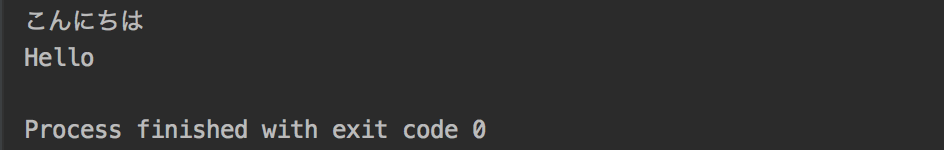 こんにちは
Hello
Process finished with exit code 0